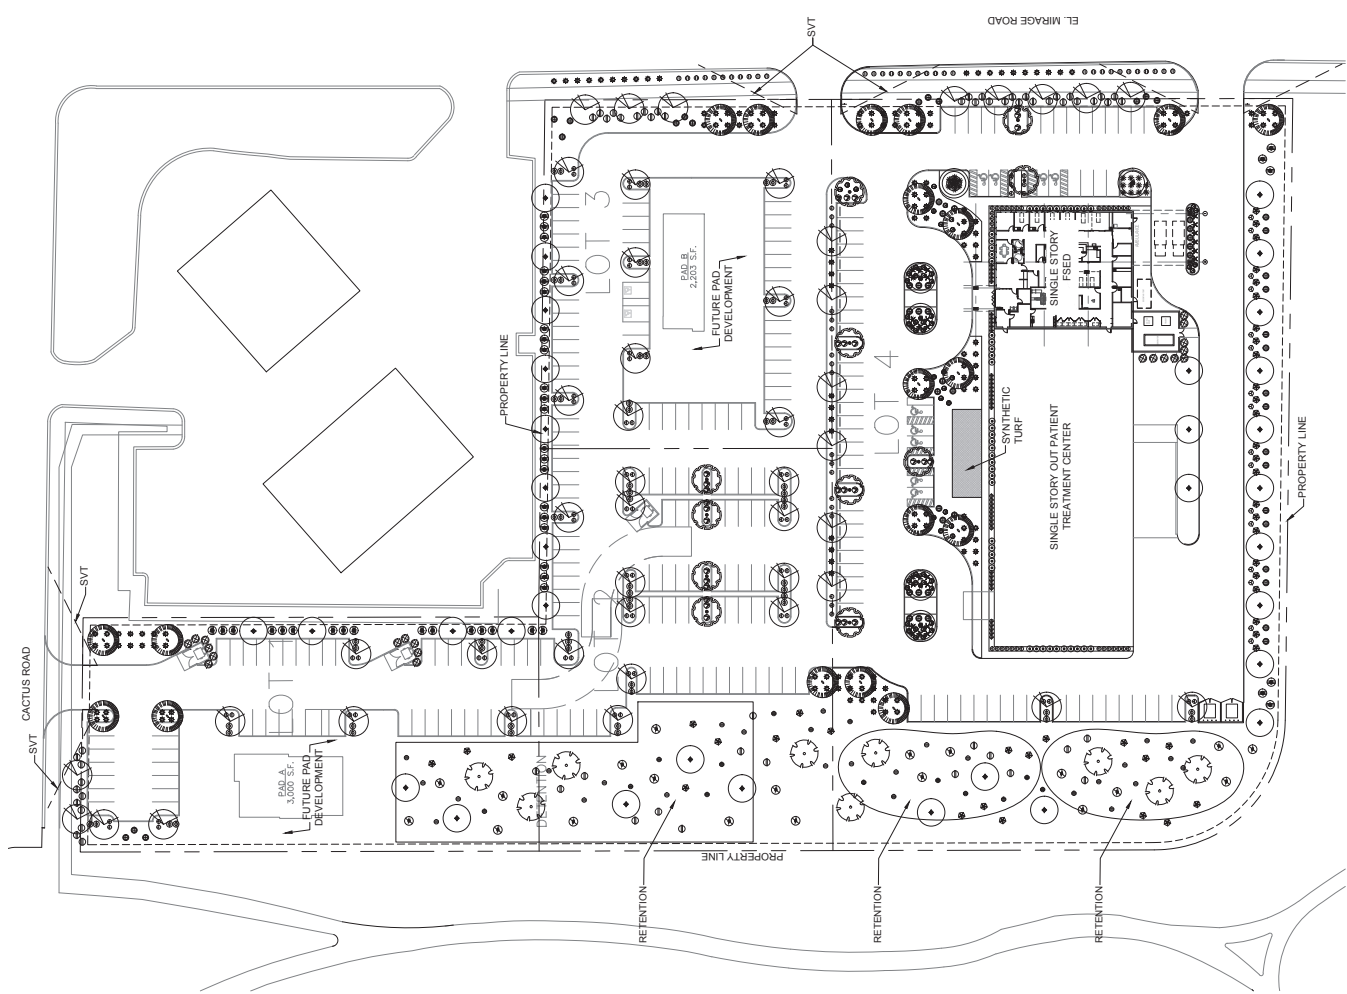 EL. MIRAGE ROAD
SVT
LOT 3
PAD B
2,203 S.F.
FUTURE PAD
DEVELOPMENT
PROPERTY LINE
SINGLE STORY
FSED
LOT 4
SYNTHETIC
TURF
SINGLE OUT PATIENT
TREATMENT CENTER
PROPERTY LINE
SVT
CACTUS ROAD
SVT
LOT 1
LOT 2
PAD A
3,000 S.F.
FUTURE PAD
DEVELOPMENT
DETENTION
PROPERTY LINE
RETENTION
RETENTION
RETENTION